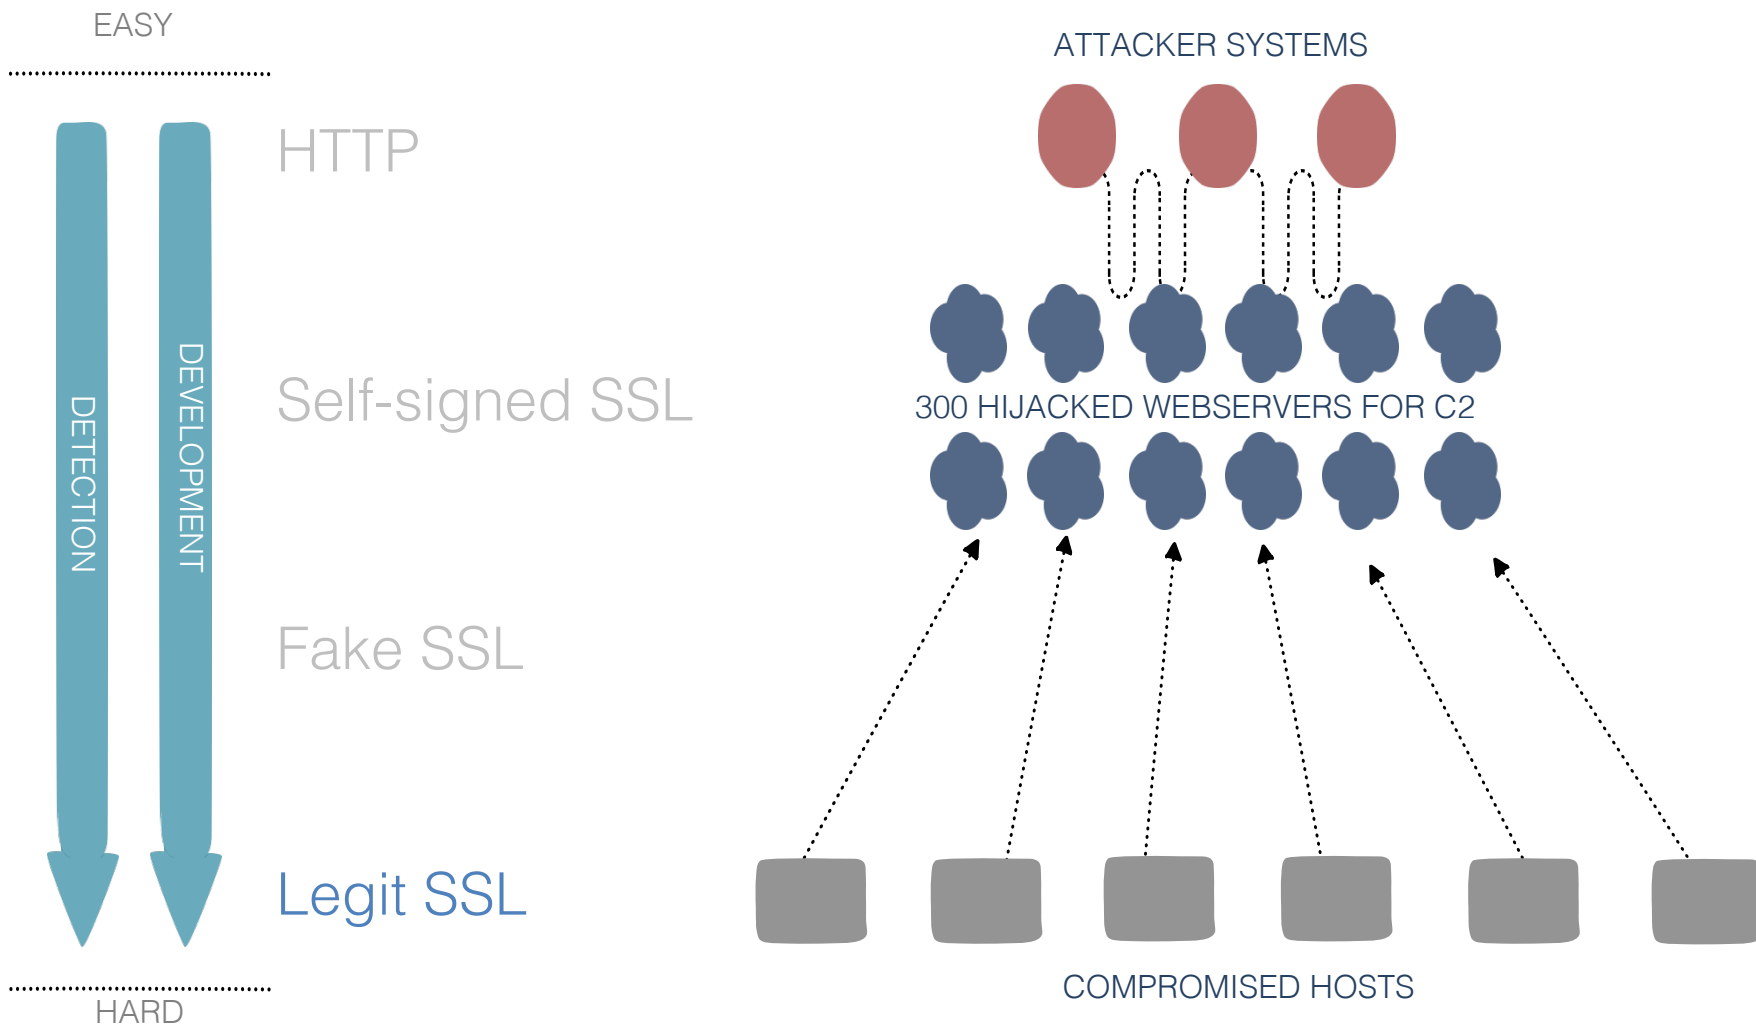 EASY
DETECTION
DEVELOPMENT
HTTP
Self-signed SSL
Fake SSL
Legit SSL
HARD
ATTACKER SYSTEMS
300 HIJACKED WEBSERVERS FOR C2
COMPROMISED HOSTS